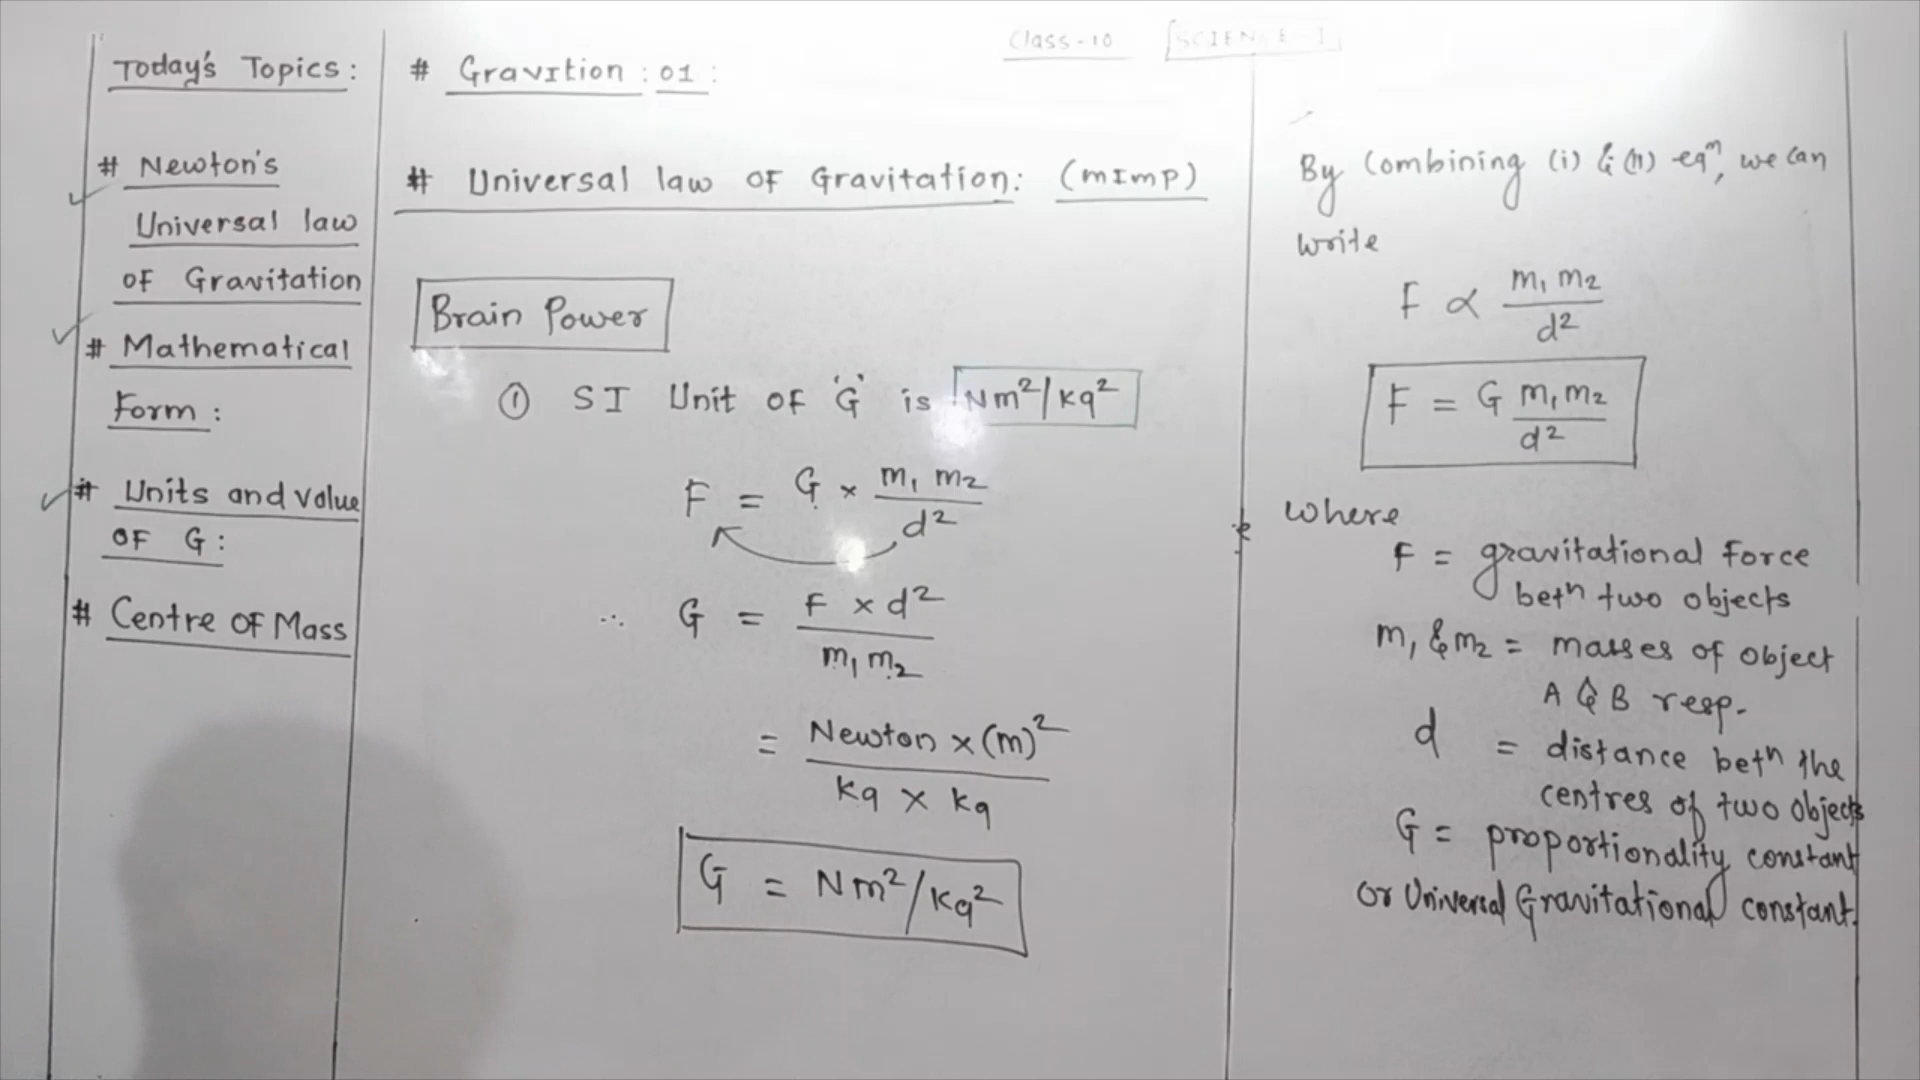 Class-10 SCIENCE-I
Today's Topics:
# Newton's
Universal law
of Gravitation
# Mathematical
Form:
# Units and value
OF G:
# Centre OF Mass
# Gravition : 01 :
# Universal law OF Gravitation: (mImp)
Brain Power
① SI Unit OF 'G' is Nm²/kg²
F = G × m₁ m₂ / d²
∴ G = F × d² / m₁ m₂
= Newton × (m)² / kg × kg
G = Nm²/kg²
By Combining (i) & (ii) eqⁿ, we can
write
F ∝ m₁ m₂ / d²
F = G m₁ m₂ / d²
where
F = gravitational force
betⁿ two objects
m₁ & m₂ = masses of object
A & B resp.
d = distance betⁿ the
centres of two objects
G = proportionality constant
or Universal Gravitational constant.